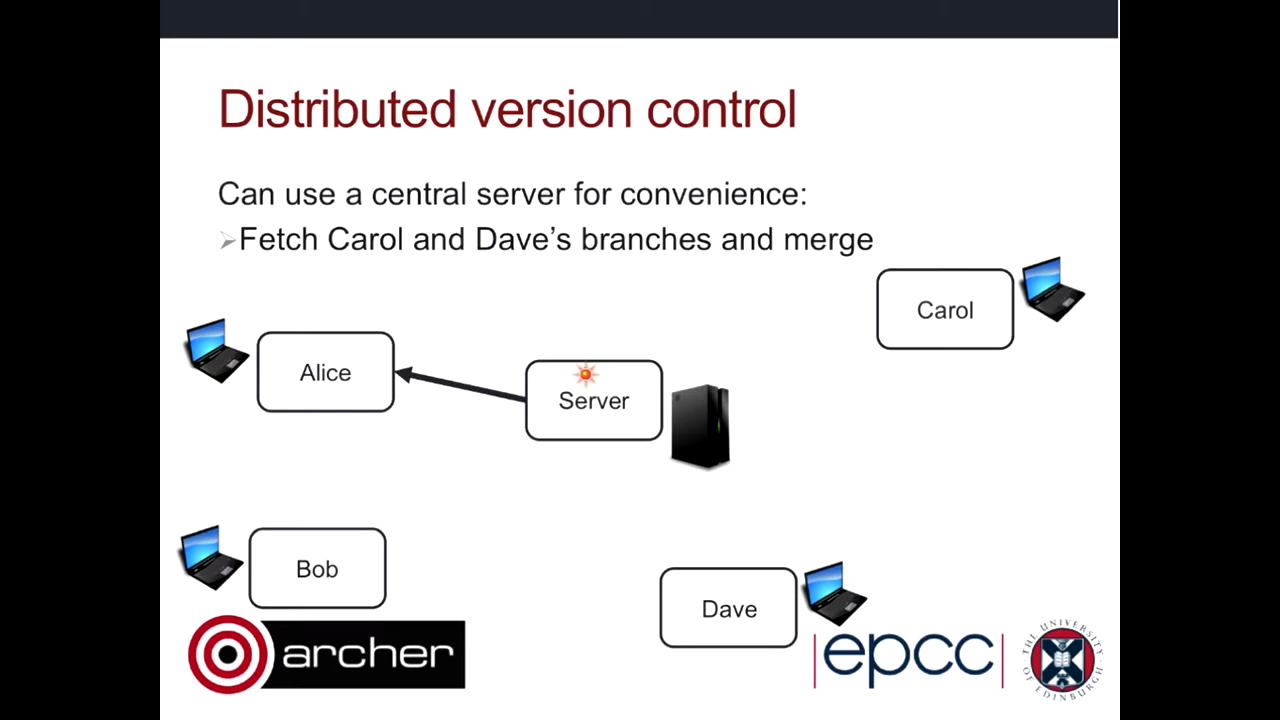 Distributed version control
Can use a central server for convenience:
Fetch Carol and Dave's branches and merge
Carol
Alice
Server
Bob
Dave
archer
epcc
THE UNIVERSITY OF EDINBURGH